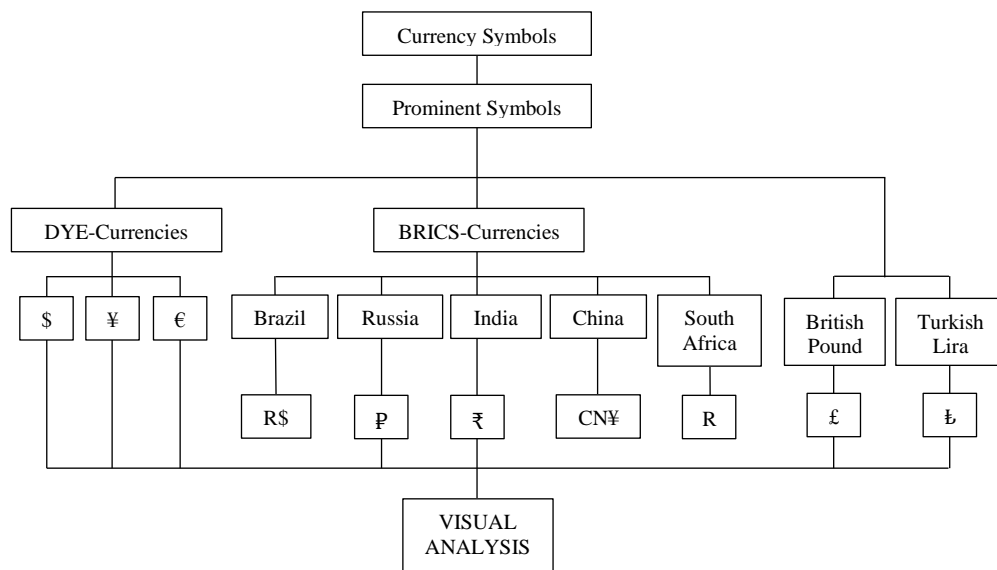 Currency Symbols
Prominent Symbols
DYE-Currencies
BRICS-Currencies
$
¥
€
Brazil
Russia
India
China
South
Africa
British
Pound
Turkish
Lira
R$
₽
₹
CN¥
R
£
₺
VISUAL
ANALYSIS